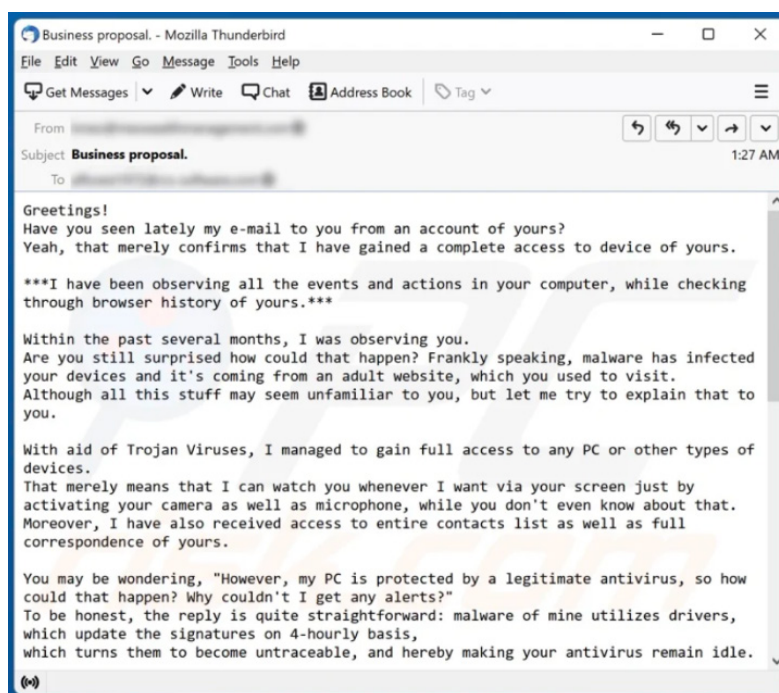 Business proposal. - Mozilla Thunderbird
File Edit View Go Message Tools Help
Get Messages Write Chat Address Book Tag
From
Subject Business proposal. 1:27 AM
To
Greetings!
Have you seen lately my e-mail to you from an account of yours?
Yeah, that merely confirms that I have gained a complete access to device of yours.
***I have been observing all the events and actions in your computer, while checking
through browser history of yours.***
Within the past several months, I was observing you.
Are you still surprised how could that happen? Frankly speaking, malware has infected
your devices and it's coming from an adult website, which you used to visit.
Although all this stuff may seem unfamiliar to you, but let me try to explain that to
you.
With aid of Trojan Viruses, I managed to gain full access to any PC or other types of
devices.
That merely means that I can watch you whenever I want via your screen just by
activating your camera as well as microphone, while you don't even know about that.
Moreover, I have also received access to entire contacts list as well as full
correspondence of yours.
You may be wondering, "However, my PC is protected by a legitimate antivirus, so how
could that happen? Why couldn't I get any alerts?"
To be honest, the reply is quite straightforward: malware of mine utilizes drivers,
which update the signatures on 4-hourly basis,
which turns them to become untraceable, and hereby making your antivirus remain idle.